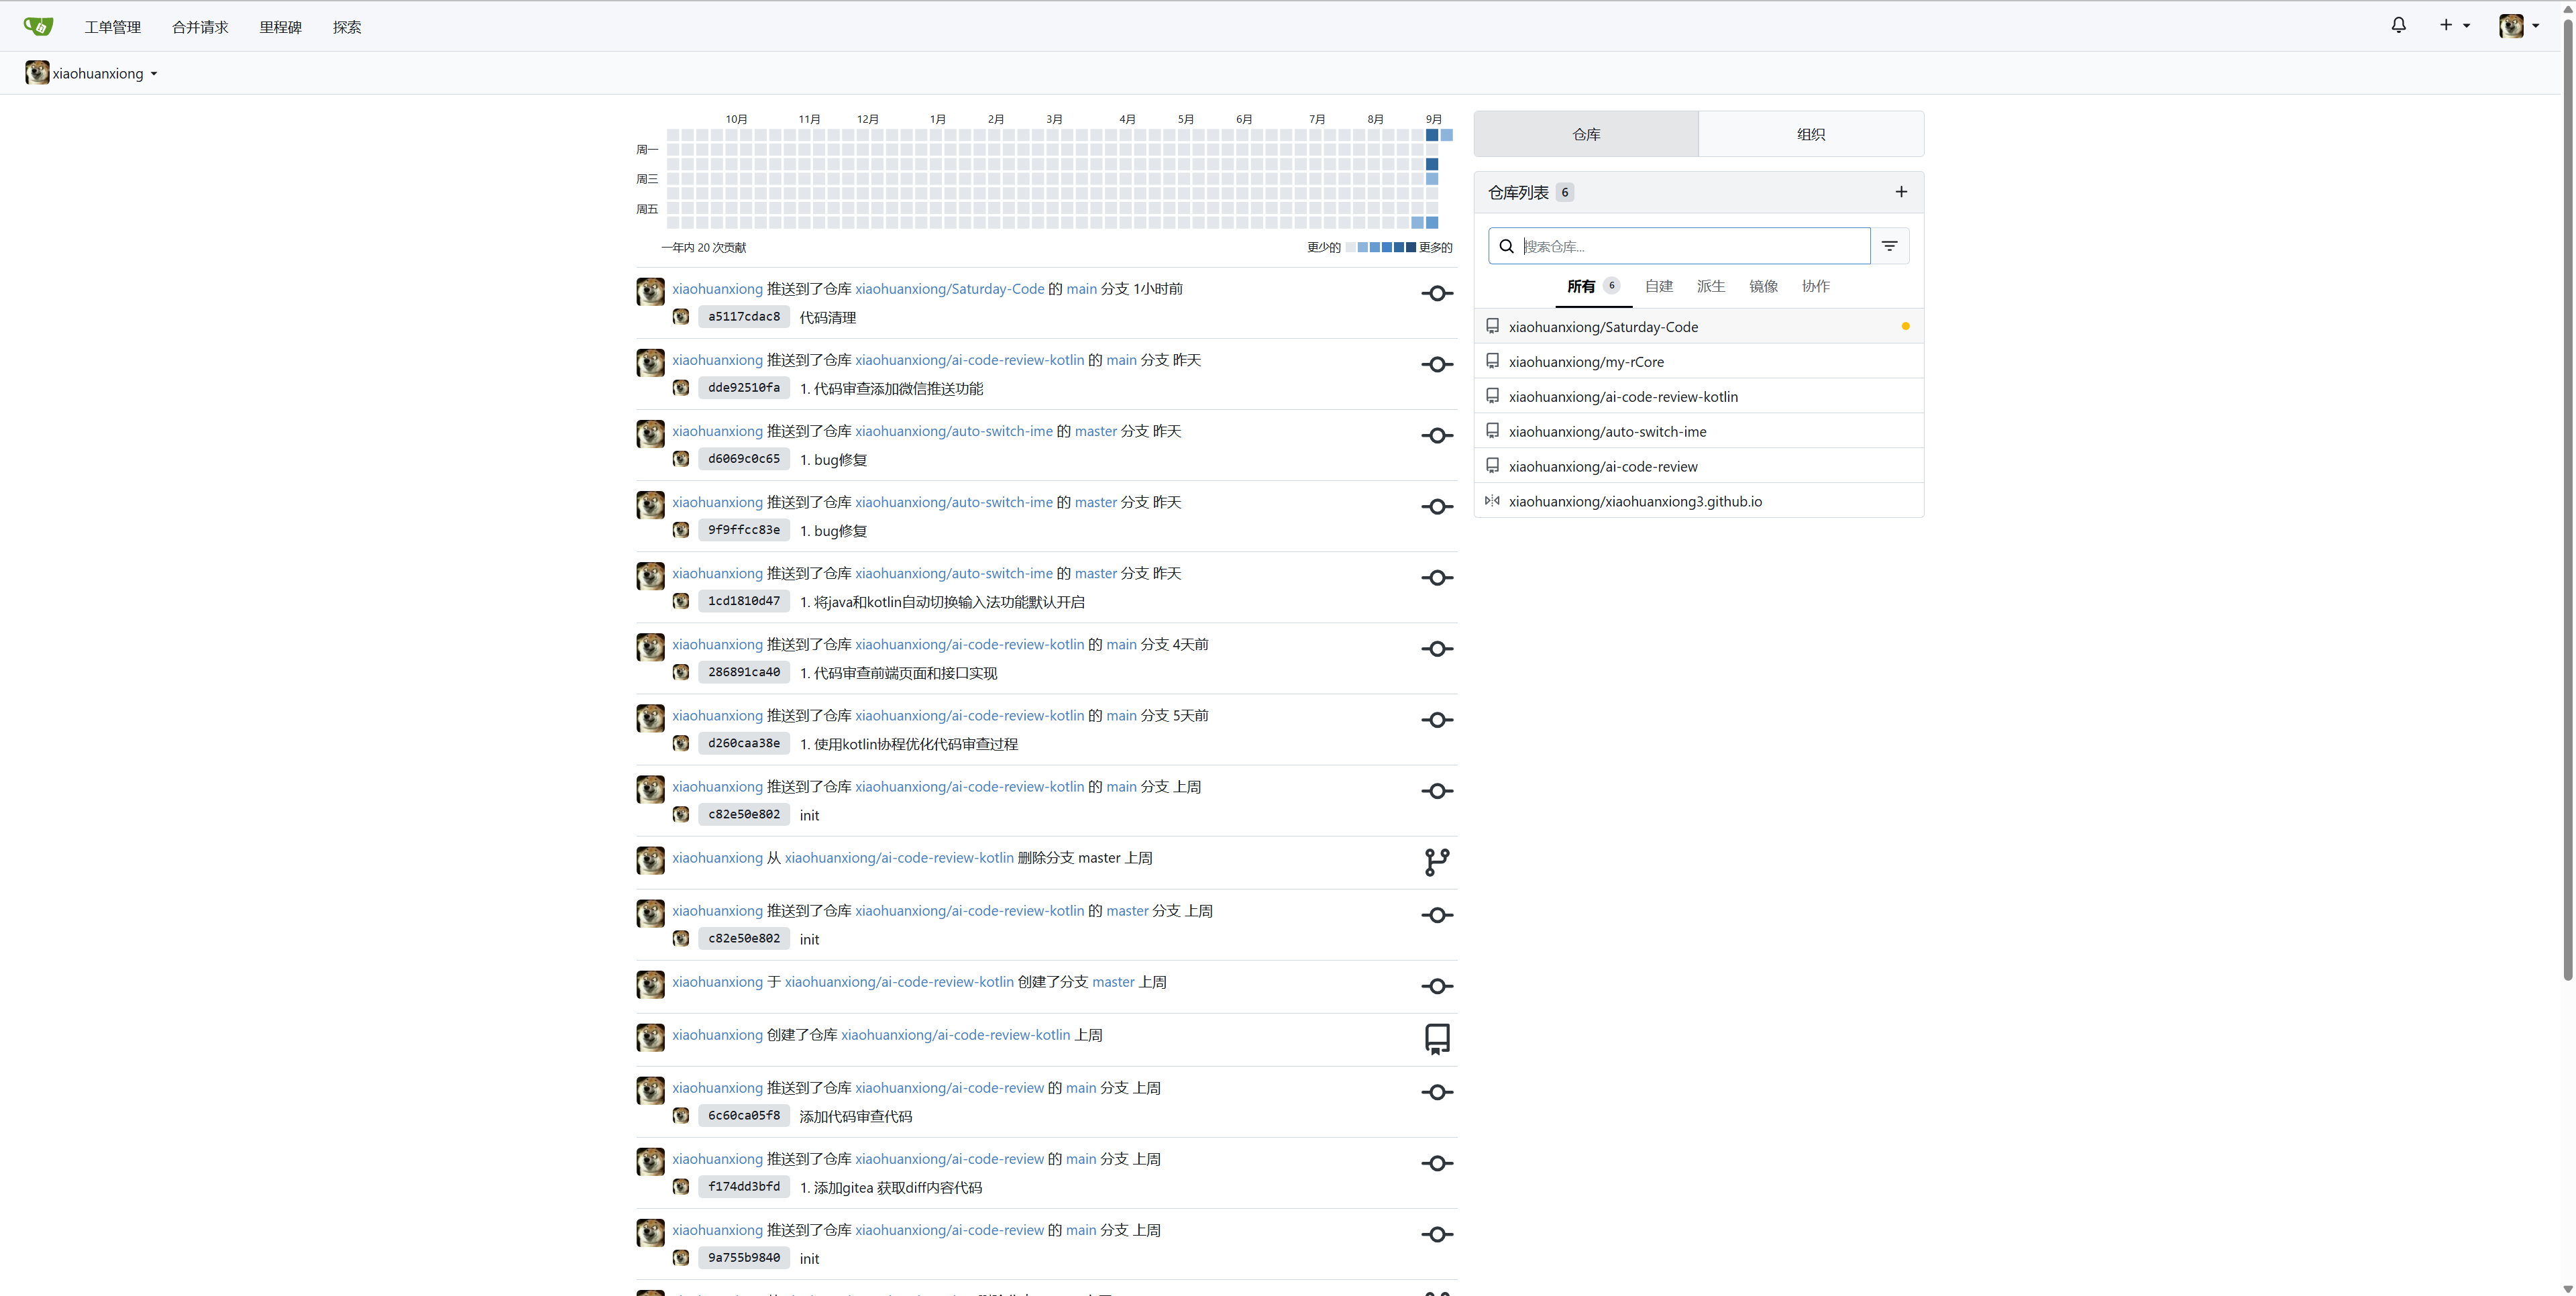 工单管理 合并请求 里程碑 探索
xiaohuanxiong
10月 11月 12月 1月 2月 3月 4月 5月 6月 7月 8月 9月
周一
周三
周五
一年内 20 次贡献 更少的 更多的
xiaohuanxiong 推送到了仓库 xiaohuanxiong/Saturday-Code 的 main 分支 1小时前
a5117cdac8 代码清理
xiaohuanxiong 推送到了仓库 xiaohuanxiong/ai-code-review-kotlin 的 main 分支 昨天
dde92510fa 1. 代码审查添加微信推送功能
xiaohuanxiong 推送到了仓库 xiaohuanxiong/auto-switch-ime 的 master 分支 昨天
d6069c0c65 1. bug修复
xiaohuanxiong 推送到了仓库 xiaohuanxiong/auto-switch-ime 的 master 分支 昨天
9f9ffcc83e 1. bug修复
xiaohuanxiong 推送到了仓库 xiaohuanxiong/auto-switch-ime 的 master 分支 昨天
1cd1810d47 1. 将java和kotlin自动切换输入法功能默认开启
xiaohuanxiong 推送到了仓库 xiaohuanxiong/ai-code-review-kotlin 的 main 分支 4天前
286891ca40 1. 代码审查前端页面和接口实现
xiaohuanxiong 推送到了仓库 xiaohuanxiong/ai-code-review-kotlin 的 main 分支 5天前
d260caa38e 1. 使用kotlin协程优化代码审查过程
xiaohuanxiong 推送到了仓库 xiaohuanxiong/ai-code-review-kotlin 的 main 分支 上周
c82e50e802 init
xiaohuanxiong 从 xiaohuanxiong/ai-code-review-kotlin 删除分支 master 上周
xiaohuanxiong 推送到了仓库 xiaohuanxiong/ai-code-review-kotlin 的 master 分支 上周
c82e50e802 init
xiaohuanxiong 于 xiaohuanxiong/ai-code-review-kotlin 创建了分支 master 上周
xiaohuanxiong 创建了仓库 xiaohuanxiong/ai-code-review-kotlin 上周
xiaohuanxiong 推送到了仓库 xiaohuanxiong/ai-code-review 的 main 分支 上周
6c60ca05f8 添加代码审查代码
xiaohuanxiong 推送到了仓库 xiaohuanxiong/ai-code-review 的 main 分支 上周
f174dd3bfd 1. 添加gitea 获取diff内容代码
xiaohuanxiong 推送到了仓库 xiaohuanxiong/ai-code-review 的 main 分支 上周
9a755b9840 init
仓库 组织
仓库列表 6
搜索仓库...
所有 6 自建 派生 镜像 协作
xiaohuanxiong/Saturday-Code
xiaohuanxiong/my-rCore
xiaohuanxiong/ai-code-review-kotlin
xiaohuanxiong/auto-switch-ime
xiaohuanxiong/ai-code-review
xiaohuanxiong/xiaohuanxiong3.github.io